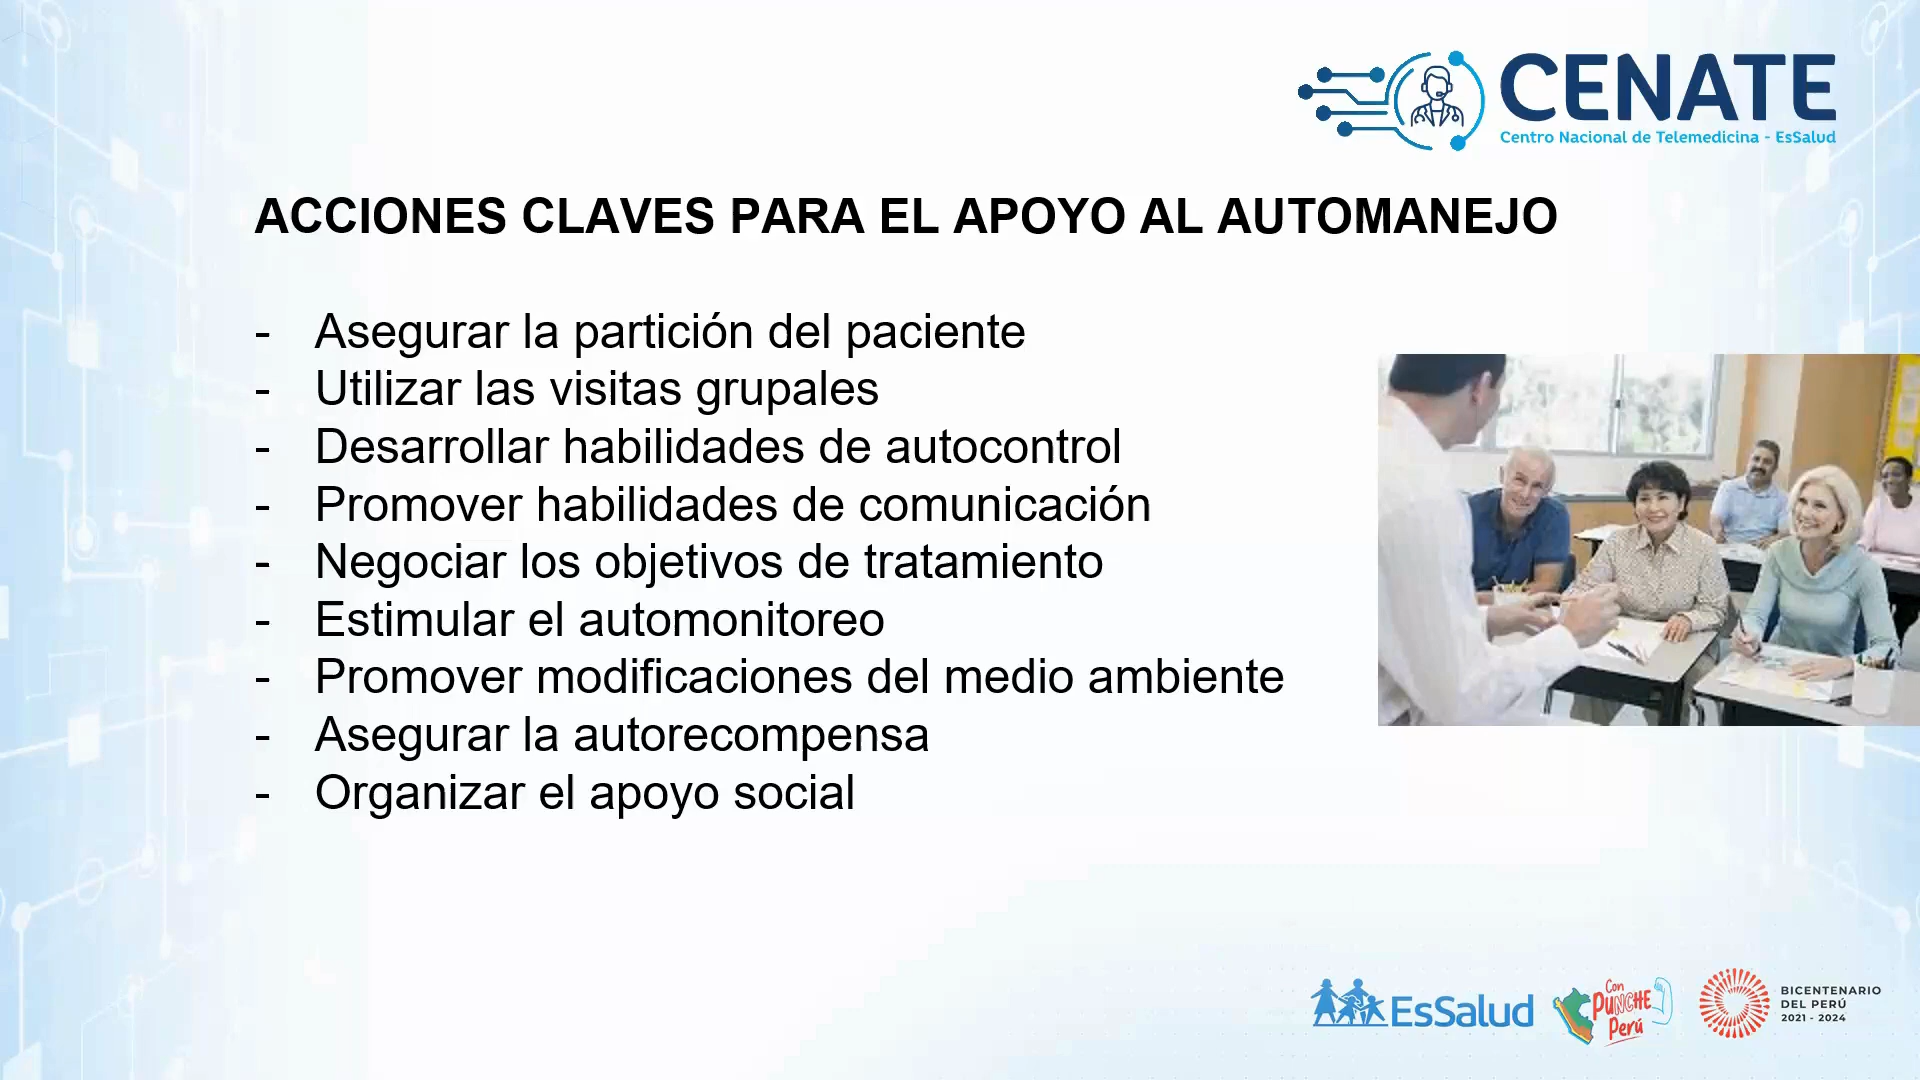 CENATE
Centro Nacional de Telemedicina - EsSalud
ACCIONES CLAVES PARA EL APOYO AL AUTOMANEJO
- Asegurar la partición del paciente
- Utilizar las visitas grupales
- Desarrollar habilidades de autocontrol
- Promover habilidades de comunicación
- Negociar los objetivos de tratamiento
- Estimular el automonitoreo
- Promover modificaciones del medio ambiente
- Asegurar la autorecompensa
- Organizar el apoyo social
EsSalud
Con
PUNCHE
Perú
BICENTENARIO
DEL PERÚ
2021 - 2024